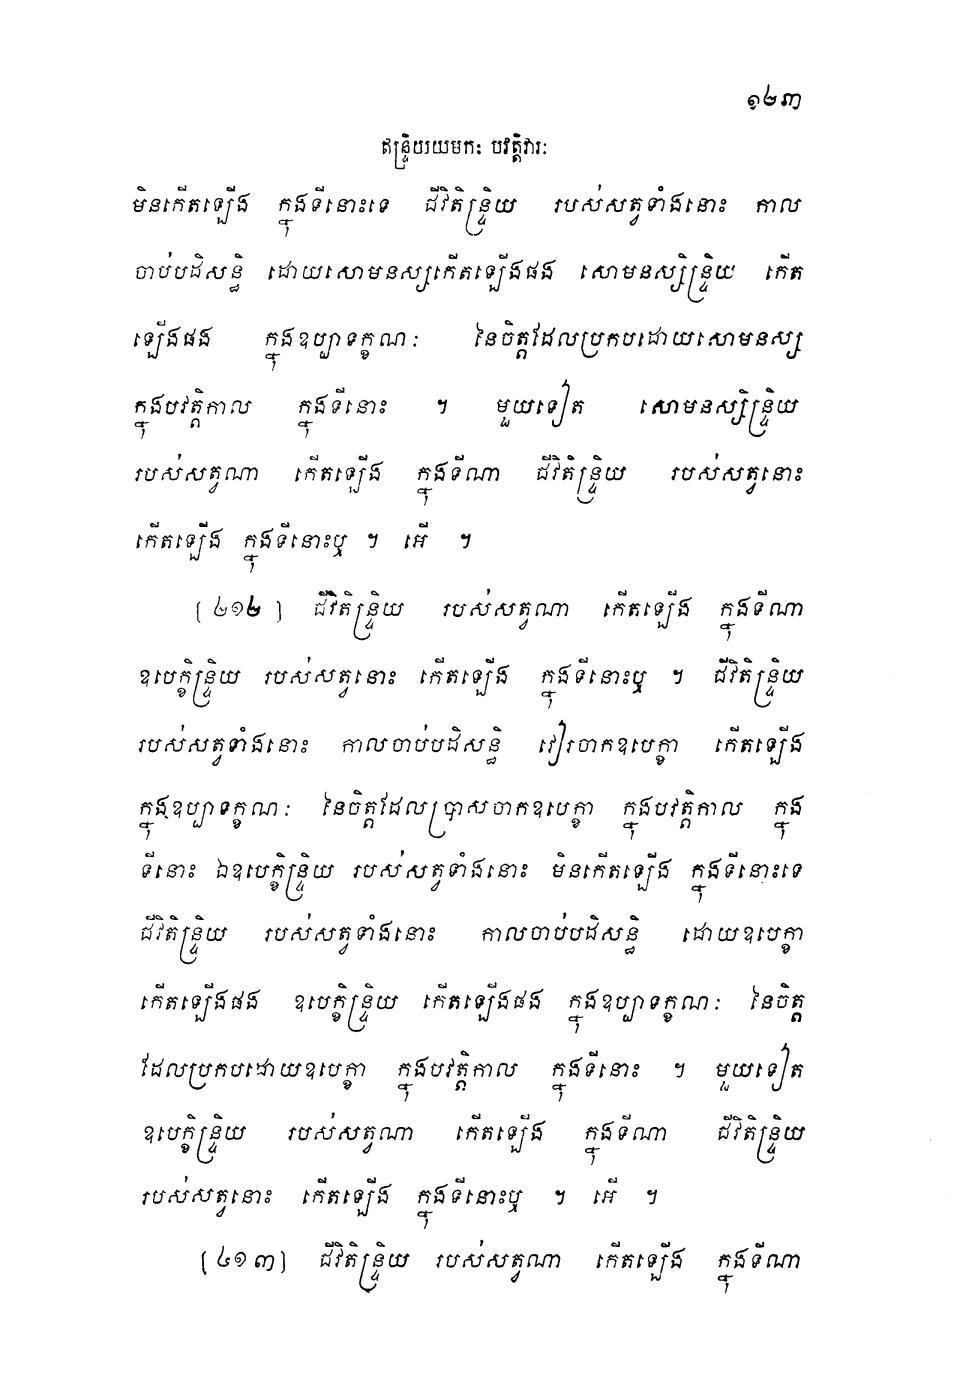 ១២៣
ឥន្ទ្រិយយមកៈ បវត្តិវារៈ
មិនកើតឡើង ក្នុងទីនោះទេ ជីវិតិន្ទ្រិយ របស់សត្វទាំងនោះ កាល
ចាប់បដិសន្ធិ ដោយសោមនស្សកើតឡើងផង សោមនស្សិន្ទ្រិយ កើត
ឡើងផង ក្នុងឧប្បាទក្ខណៈ នៃចិត្តដែលប្រកបដោយសោមនស្ស
ក្នុងបវត្តិកាល ក្នុងទីនោះ ។ មួយទៀត សោមនស្សិន្ទ្រិយ
របស់សត្វណា កើតឡើង ក្នុងទីណា ជីវិតិន្ទ្រិយ របស់សត្វនោះ
កើតឡើង ក្នុងទីនោះឬ ។ អើ ។
(៤១២) ជីវិតិន្ទ្រិយ របស់សត្វណា កើតឡើង ក្នុងទីណា
ឧបេក្ខិន្ទ្រិយ របស់សត្វនោះ កើតឡើង ក្នុងទីនោះឬ ។ ជីវិតិន្ទ្រិយ
របស់សត្វទាំងនោះ កាលចាប់បដិសន្ធិ វៀរចាកឧបេក្ខា កើតឡើង
ក្នុងឧប្បាទក្ខណៈ នៃចិត្តដែលប្រាសចាកឧបេក្ខា ក្នុងបវត្តិកាល ក្នុង
ទីនោះ ឯឧបេក្ខិន្ទ្រិយ របស់សត្វទាំងនោះ មិនកើតឡើង ក្នុងទីនោះទេ
ជីវិតិន្ទ្រិយ របស់សត្វទាំងនោះ កាលចាប់បដិសន្ធិ ដោយឧបេក្ខា
កើតឡើងផង ឧបេក្ខិន្ទ្រិយ កើតឡើងផង ក្នុងឧប្បាទក្ខណៈ នៃចិត្ត
ដែលប្រកបដោយឧបេក្ខា ក្នុងបវត្តិកាល ក្នុងទីនោះ ។ មួយទៀត
ឧបេក្ខិន្ទ្រិយ របស់សត្វណា កើតឡើង ក្នុងទីណា ជីវិតិន្ទ្រិយ
របស់សត្វនោះ កើតឡើង ក្នុងទីនោះឬ ។ អើ ។
(៤១៣) ជីវិតិន្ទ្រិយ របស់សត្វណា កើតឡើង ក្នុងទីណា